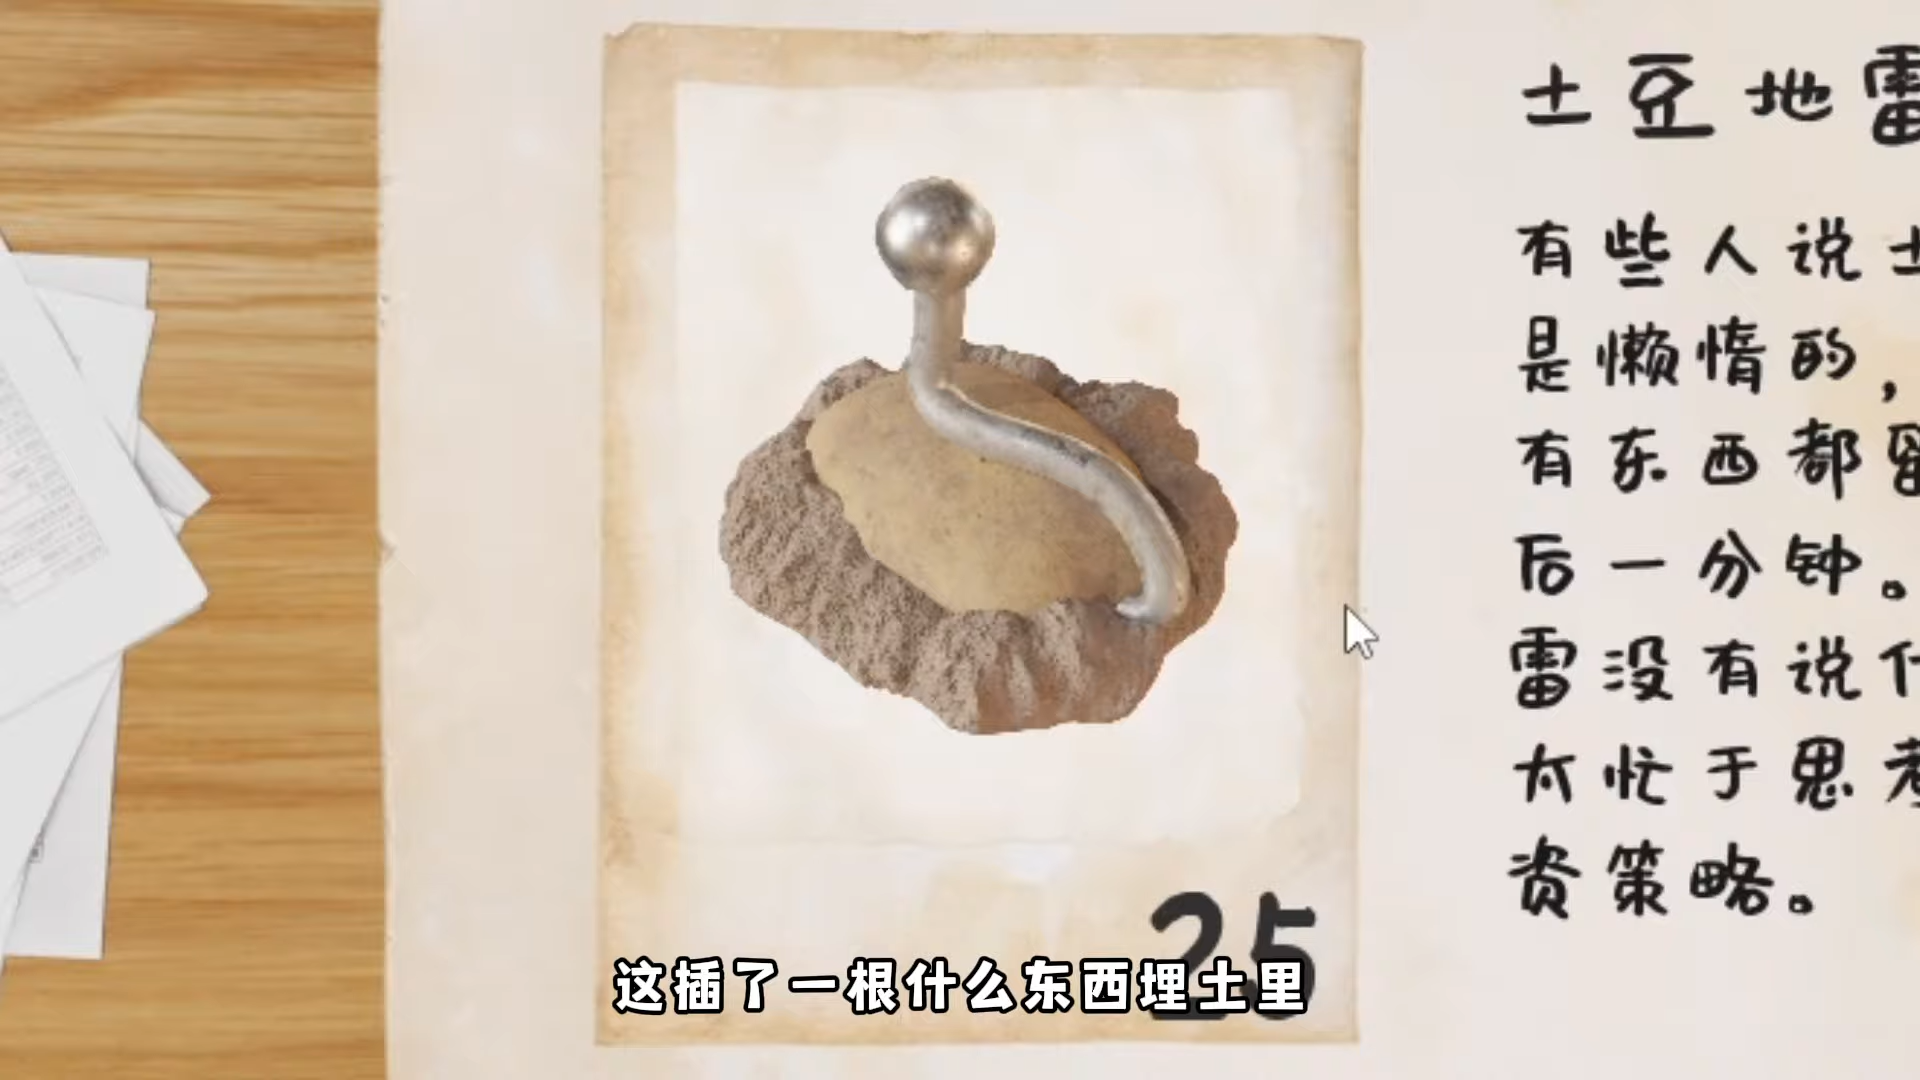 土豆地雷
有些人说土
是懒惰的，
有东西都留
后一分钟。
雷没有说什
太忙于思考
资策略。
25
这插了一根什么东西埋土里